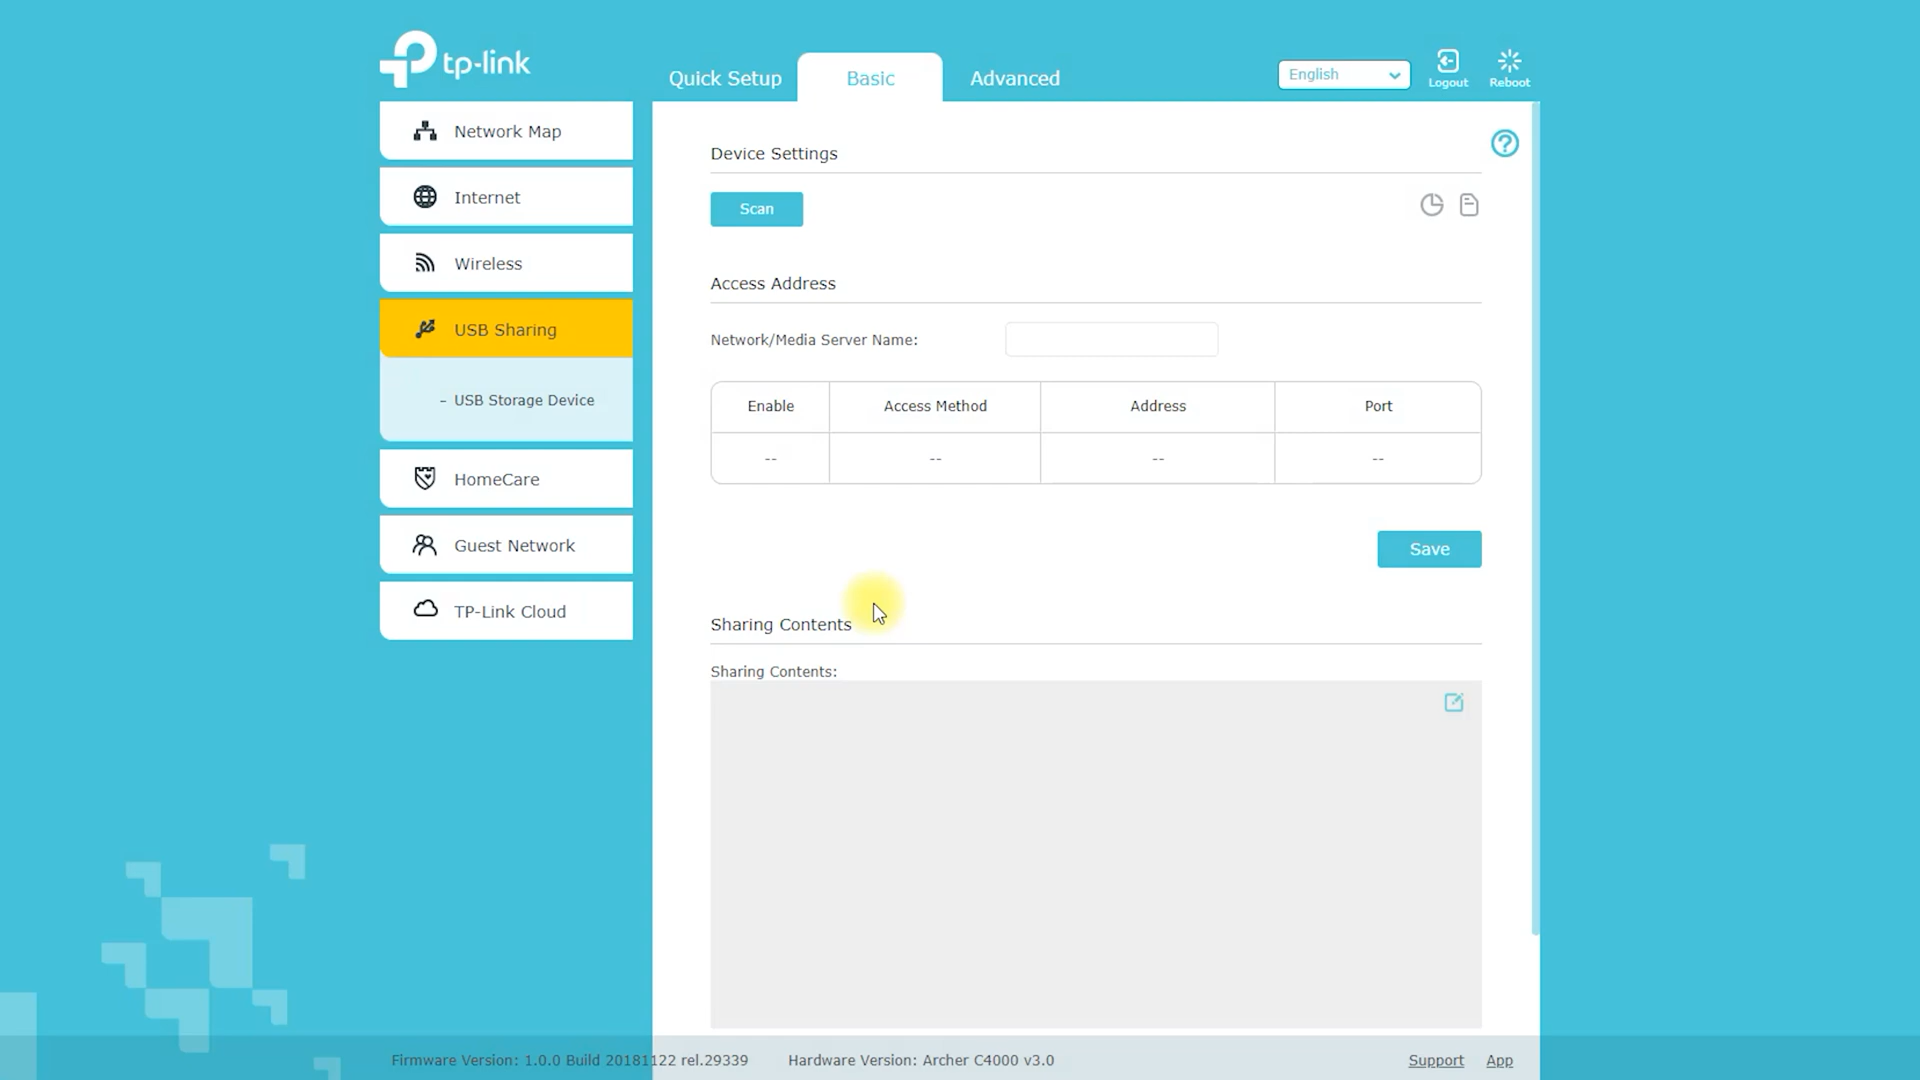 tp-link
Quick Setup
Basic
Advanced
English
Logout
Reboot
Network Map
Internet
Wireless
USB Sharing
- USB Storage Device
HomeCare
Guest Network
TP-Link Cloud
Device Settings
Scan
Access Address
Network/Media Server Name:
Enable Access Method Address Port
-- -- -- --
Save
Sharing Contents
Sharing Contents:
Firmware Version: 1.0.0 Build 20181122 rel.29339 Hardware Version: Archer C4000 v3.0 Support App